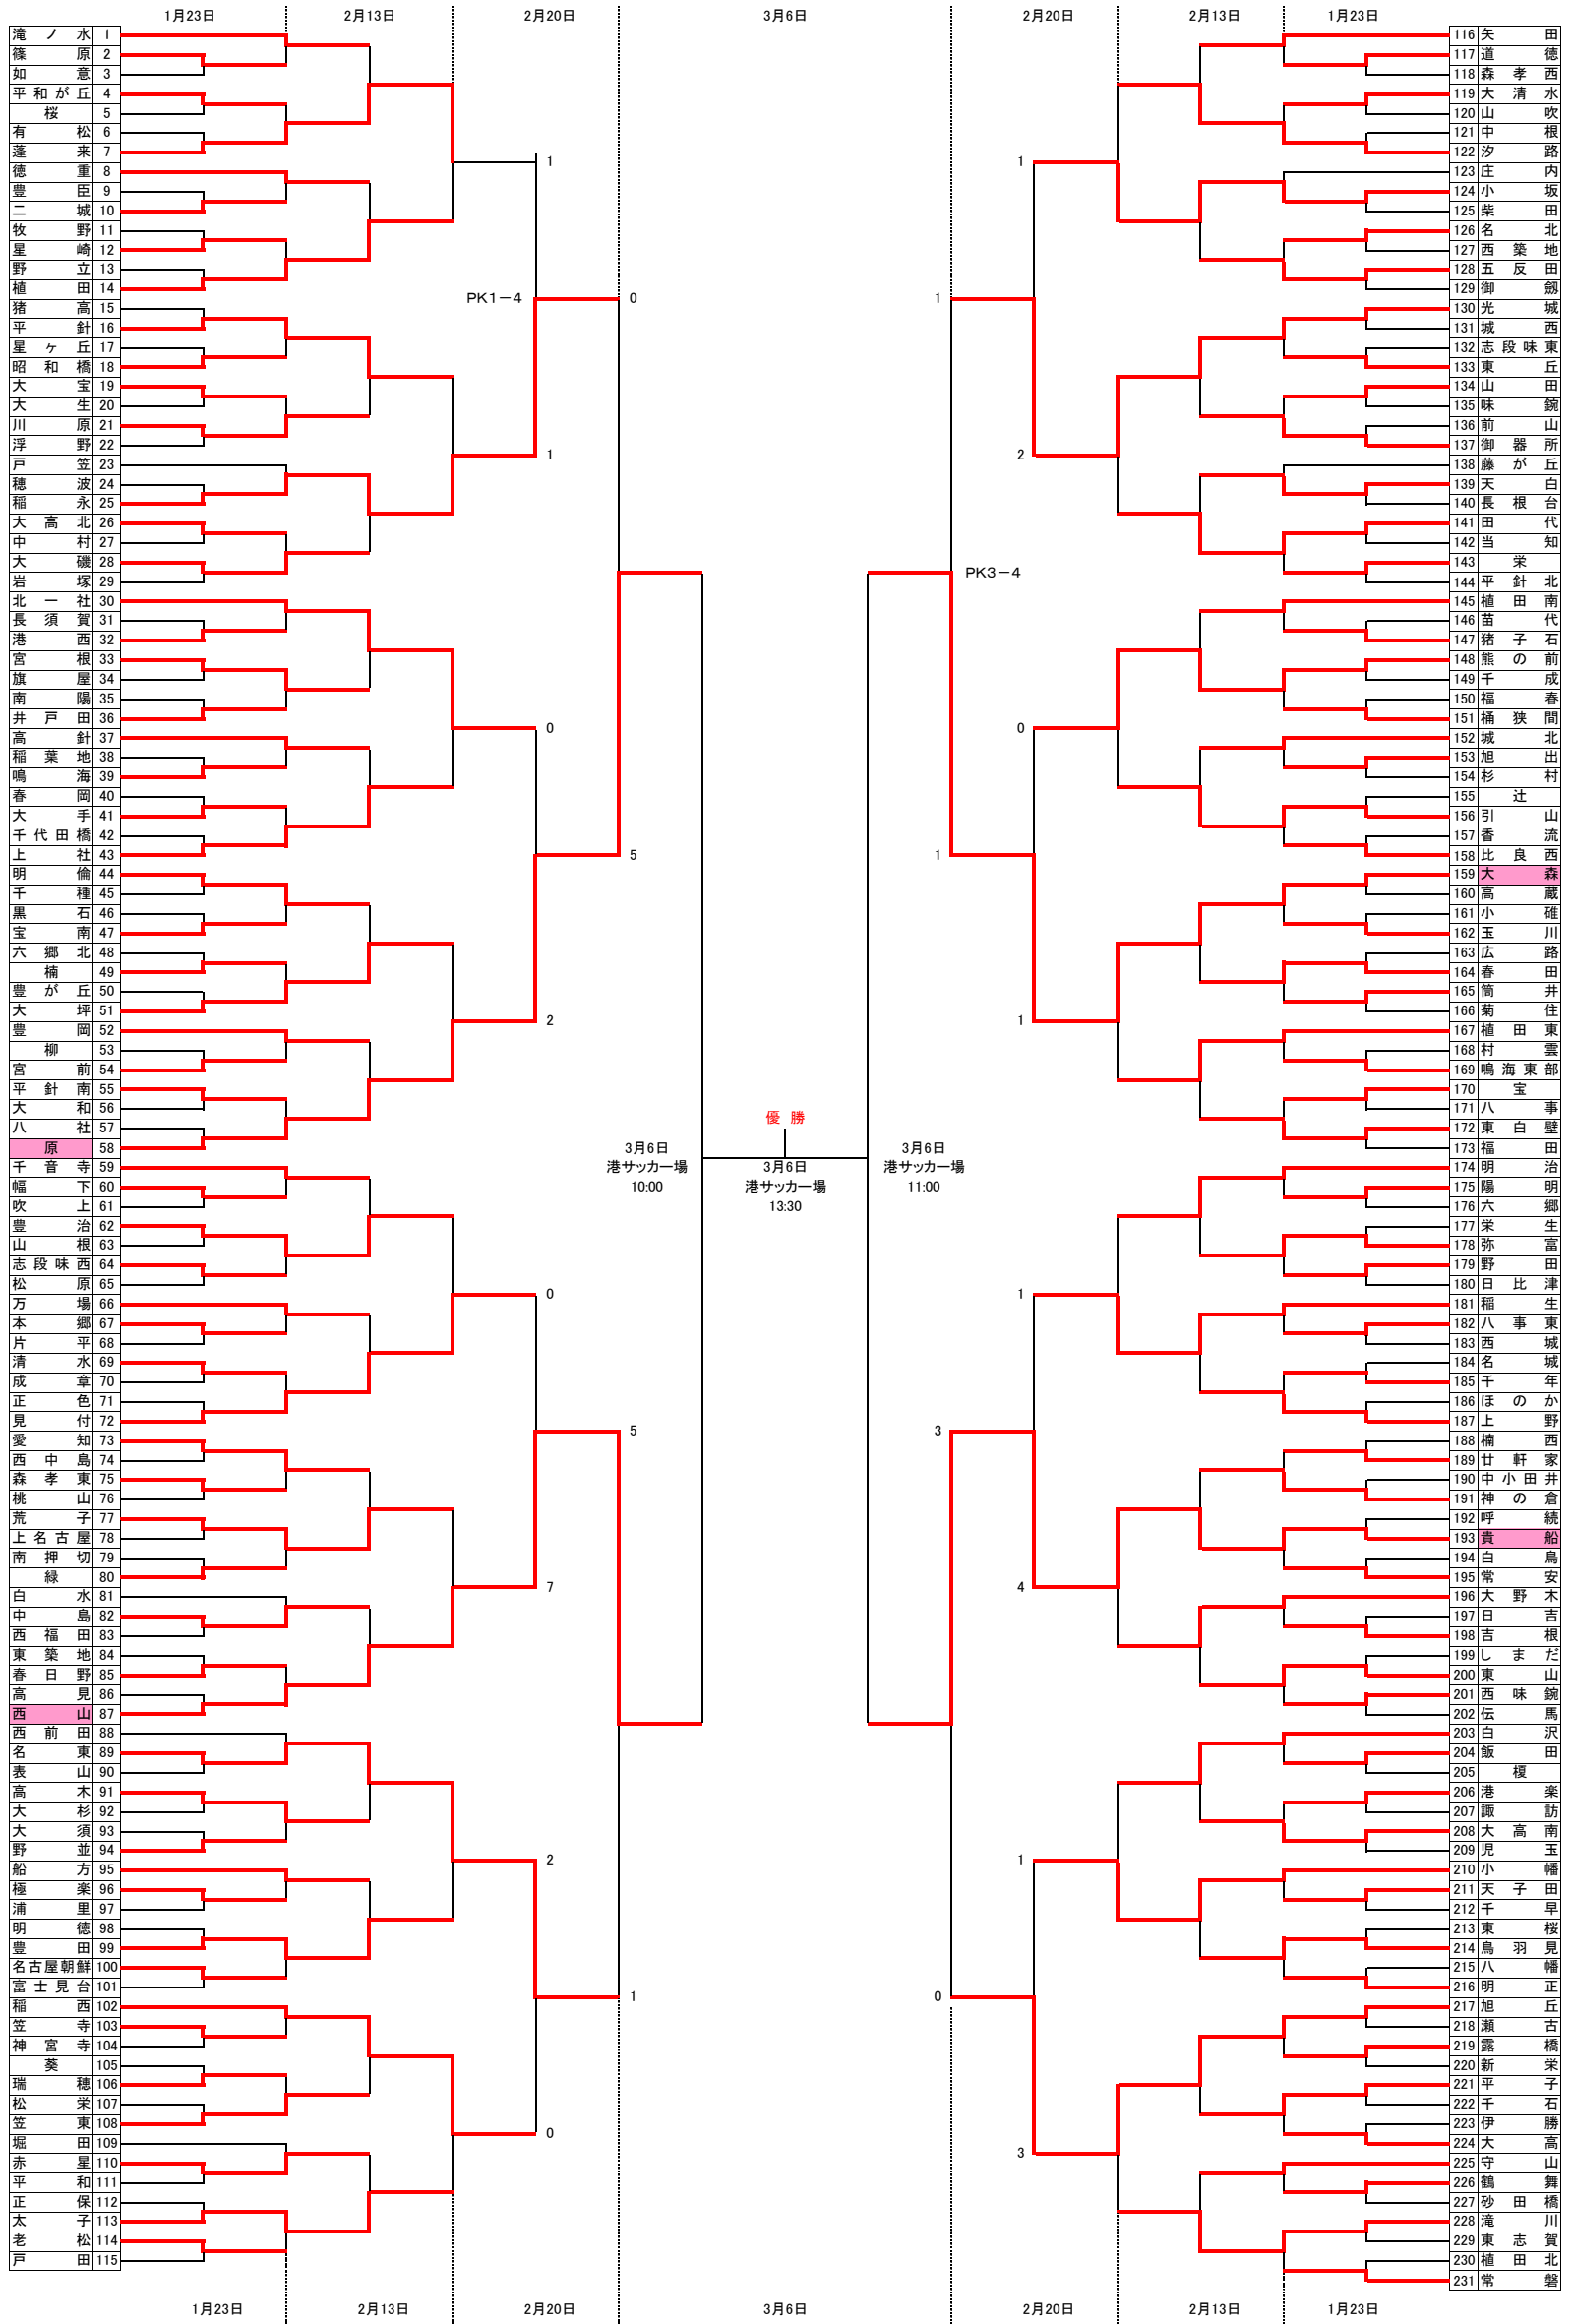 1月23日 2月13日 2月20日 3月6日 2月20日 2月13日 1月23日
滝ノ水 1
篠原 2
如意 3
平和が丘 4
桜 5
有松 6
蓬来 7
徳重 8
豊臣 9
二城 10
牧野 11
星崎 12
野立 13
植田 14
猪高 15
平針 16
星ヶ丘 17
昭和橋 18
大宝 19
大生 20
川原 21
浮野 22
戸笠 23
穂波 24
稲永 25
大高北 26
中村 27
大磯 28
岩塚 29
北一社 30
長須賀 31
港西 32
宮根 33
旗屋 34
南陽 35
井戸田 36
高針 37
稲葉地 38
鳴海 39
春岡 40
大手 41
千代田橋 42
上社 43
明倫 44
千種 45
黒石 46
宝南 47
六郷北 48
楠 49
豊が丘 50
大坪 51
豊岡 52
柳 53
宮前 54
平針南 55
大和 56
八社 57
原 58
千音寺 59
幅下 60
吹上 61
豊治 62
山根 63
志段味西 64
松原 65
万場 66
本郷 67
片平 68
清水 69
成章 70
正色 71
見付 72
愛知 73
西中島 74
森孝東 75
桃山 76
荒子 77
上名古屋 78
南押切 79
緑 80
白水 81
中島 82
西福田 83
東築地 84
春日野 85
高見 86
西山 87
西前田 88
名東 89
表山 90
高木 91
大杉 92
大須 93
野並 94
船方 95
極楽 96
浦里 97
明徳 98
豊田 99
名古屋朝鮮 100
富士見台 101
稲西 102
笠寺 103
神宮寺 104
葵 105
瑞穂 106
松栄 107
笠東 108
堀田 109
赤星 110
平和 111
正保 112
太子 113
老松 114
戸田 115
1
PK1－4
0
1
0
5
2
0
5
7
2
1
0
優勝
3月6日
港サッカー場
10:00
3月6日
港サッカー場
13:30
3月6日
港サッカー場
11:00
1
1
2
PK3－4
0
1
1
1
3
4
1
0
3
116 矢田
117 道徳
118 森孝西
119 大清水
120 山吹
121 中根
122 汐路
123 庄内
124 小坂
125 柴田
126 名北
127 西築地
128 五反田
129 御劔
130 光城
131 城西
132 志段味東
133 東丘
134 山田
135 味鋺
136 前山
137 御器所
138 藤が丘
139 天白
140 長根台
141 田代
142 当知
143 栄
144 平針北
145 植田南
146 苗代
147 猪子石
148 熊の前
149 千成
150 福春
151 桶狭間
152 城北
153 旭出
154 杉村
155 辻
156 引山
157 香流
158 比良西
159 大森
160 高蔵
161 小碓
162 玉川
163 広路
164 春田
165 筒井
166 菊住
167 植田東
168 村雲
169 鳴海東部
170 宝
171 八事
172 東白壁
173 福田
174 明治
175 陽明
176 六郷
177 栄生
178 弥富
179 野田
180 日比津
181 稲生
182 八事東
183 西城
184 名城
185 千年
186 ほのか
187 上野
188 楠西
189 廿軒家
190 中小田井
191 神の倉
192 呼続
193 貴船
194 白鳥
195 常安
196 大野木
197 日吉
198 吉根
199 しまだ
200 東山
201 西味鋺
202 伝馬
203 白沢
204 飯田
205 榎
206 港楽
207 諏訪
208 大高南
209 児玉
210 小幡
211 天子田
212 千早
213 東桜
214 鳥羽見
215 八幡
216 明正
217 旭丘
218 瀬古
219 露橋
220 新栄
221 平子
222 千石
223 伊勝
224 大高
225 守山
226 鶴舞
227 砂田橋
228 滝川
229 東志賀
230 植田北
231 常磐
1月23日 2月13日 2月20日 3月6日 2月20日 2月13日 1月23日